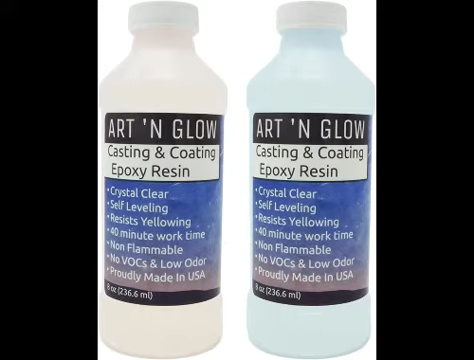 ART 'N GLOW
Casting & Coating
Epoxy Resin
• Crystal Clear
• Self Leveling
• Resists Yellowing
• 40 minute work time
• Non Flammable
• No VOCs & Low Odor
• Proudly Made In USA
8 oz (236.6 ml)
ART 'N GLOW
Casting & Coating
Epoxy Resin
• Crystal Clear
• Self Leveling
• Resists Yellowing
• 40 minute work time
• Non Flammable
• No VOCs & Low Odor
• Proudly Made In USA
8 oz (236.6 ml)